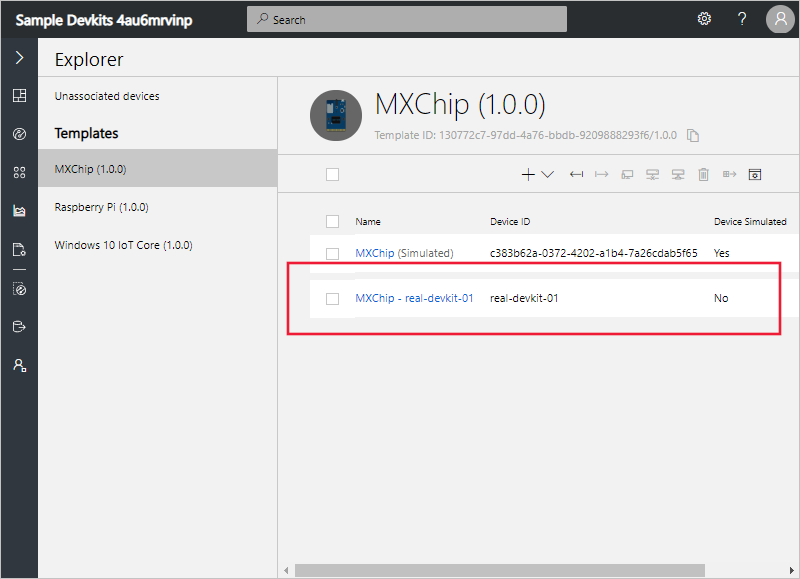 Sample Devkits 4au6mrvinp
Search
?
Explorer
Unassociated devices
Templates
MXChip (1.0.0)
Raspberry Pi (1.0.0)
Windows 10 IoT Core (1.0.0)
MXChip (1.0.0)
Template ID: 130772c7-97dd-4a76-bbdb-9209888293f6/1.0.0
Name Device ID Device Simulated
MXChip (Simulated) c383b62a-0372-4202-a1b4-7a26cdab5f65 Yes
MXChip - real-devkit-01 real-devkit-01 No